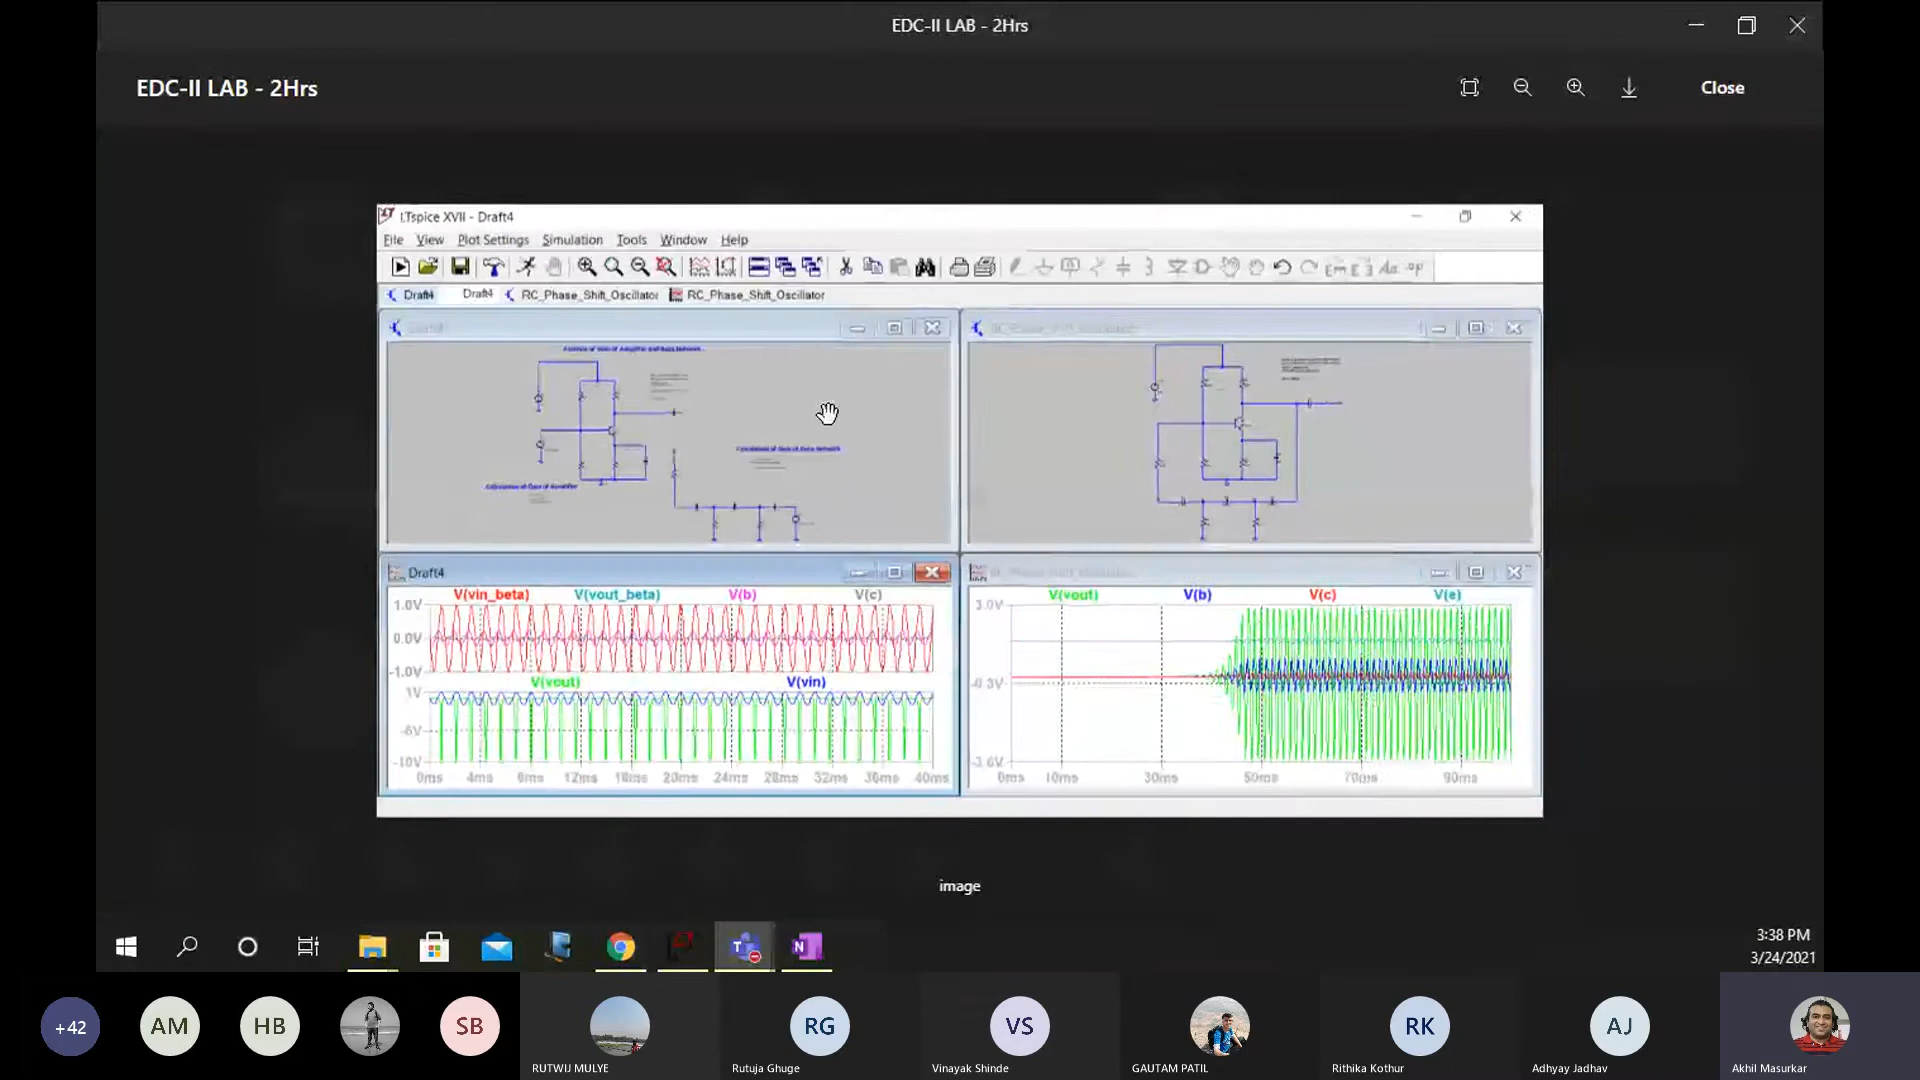 EDC-II LAB - 2Hrs
EDC-II LAB - 2Hrs
Close
LTspice XVII - Draft4
File View Plot Settings Simulation Tools Window Help
Draft4 Draft4 RC_Phase_Shift_Oscillator RC_Phase_Shift_Oscillator
Draft4
V(vin_beta) V(vout_beta) V(b) V(c)
1.0V
0.0V
-1.0V
V(vout) V(vin)
1V
-10V
0ms 4ms 8ms 12ms 16ms 20ms 24ms 28ms 32ms 36ms 40ms
V(vout) V(b) V(c) V(e)
3.0V
-0.3V
-3.6V
0ms 10ms 30ms 50ms 70ms 90ms
image
3:38 PM
3/24/2021
+42
AM
HB
SB
RUTWIJ MULYE
RG
Rutuja Ghuge
VS
Vinayak Shinde
GAUTAM PATIL
RK
Rithika Kothur
AJ
Adhyay Jadhav
Akhil Masurkar